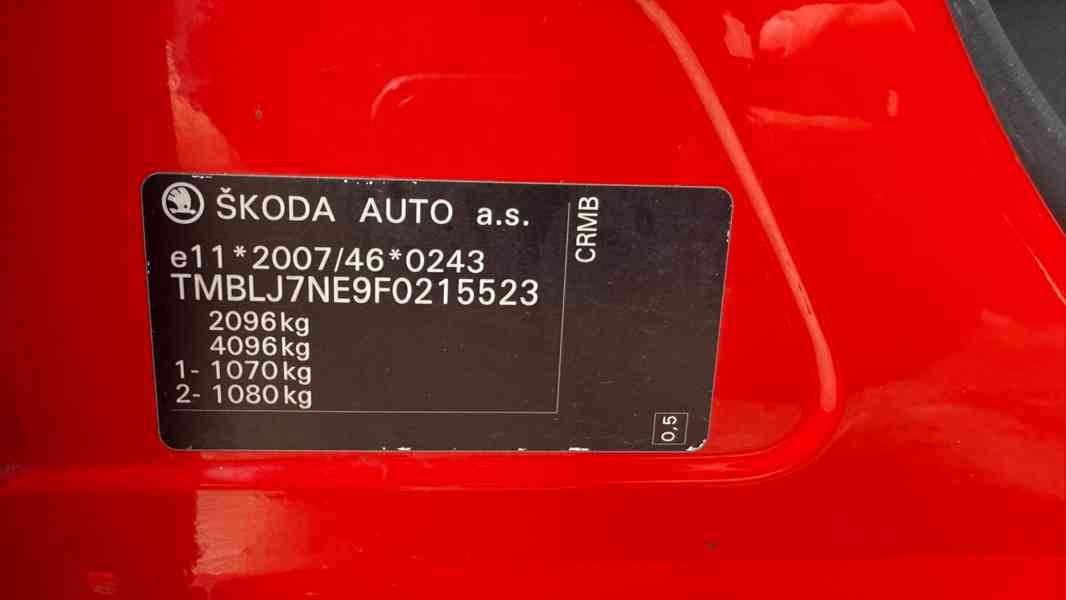 ŠKODA AUTO a.s.
e11*2007/46*0243
TMBLJ7NE9F0215523
2096kg
4096kg
1- 1070kg
2- 1080kg
CRMB
0,5